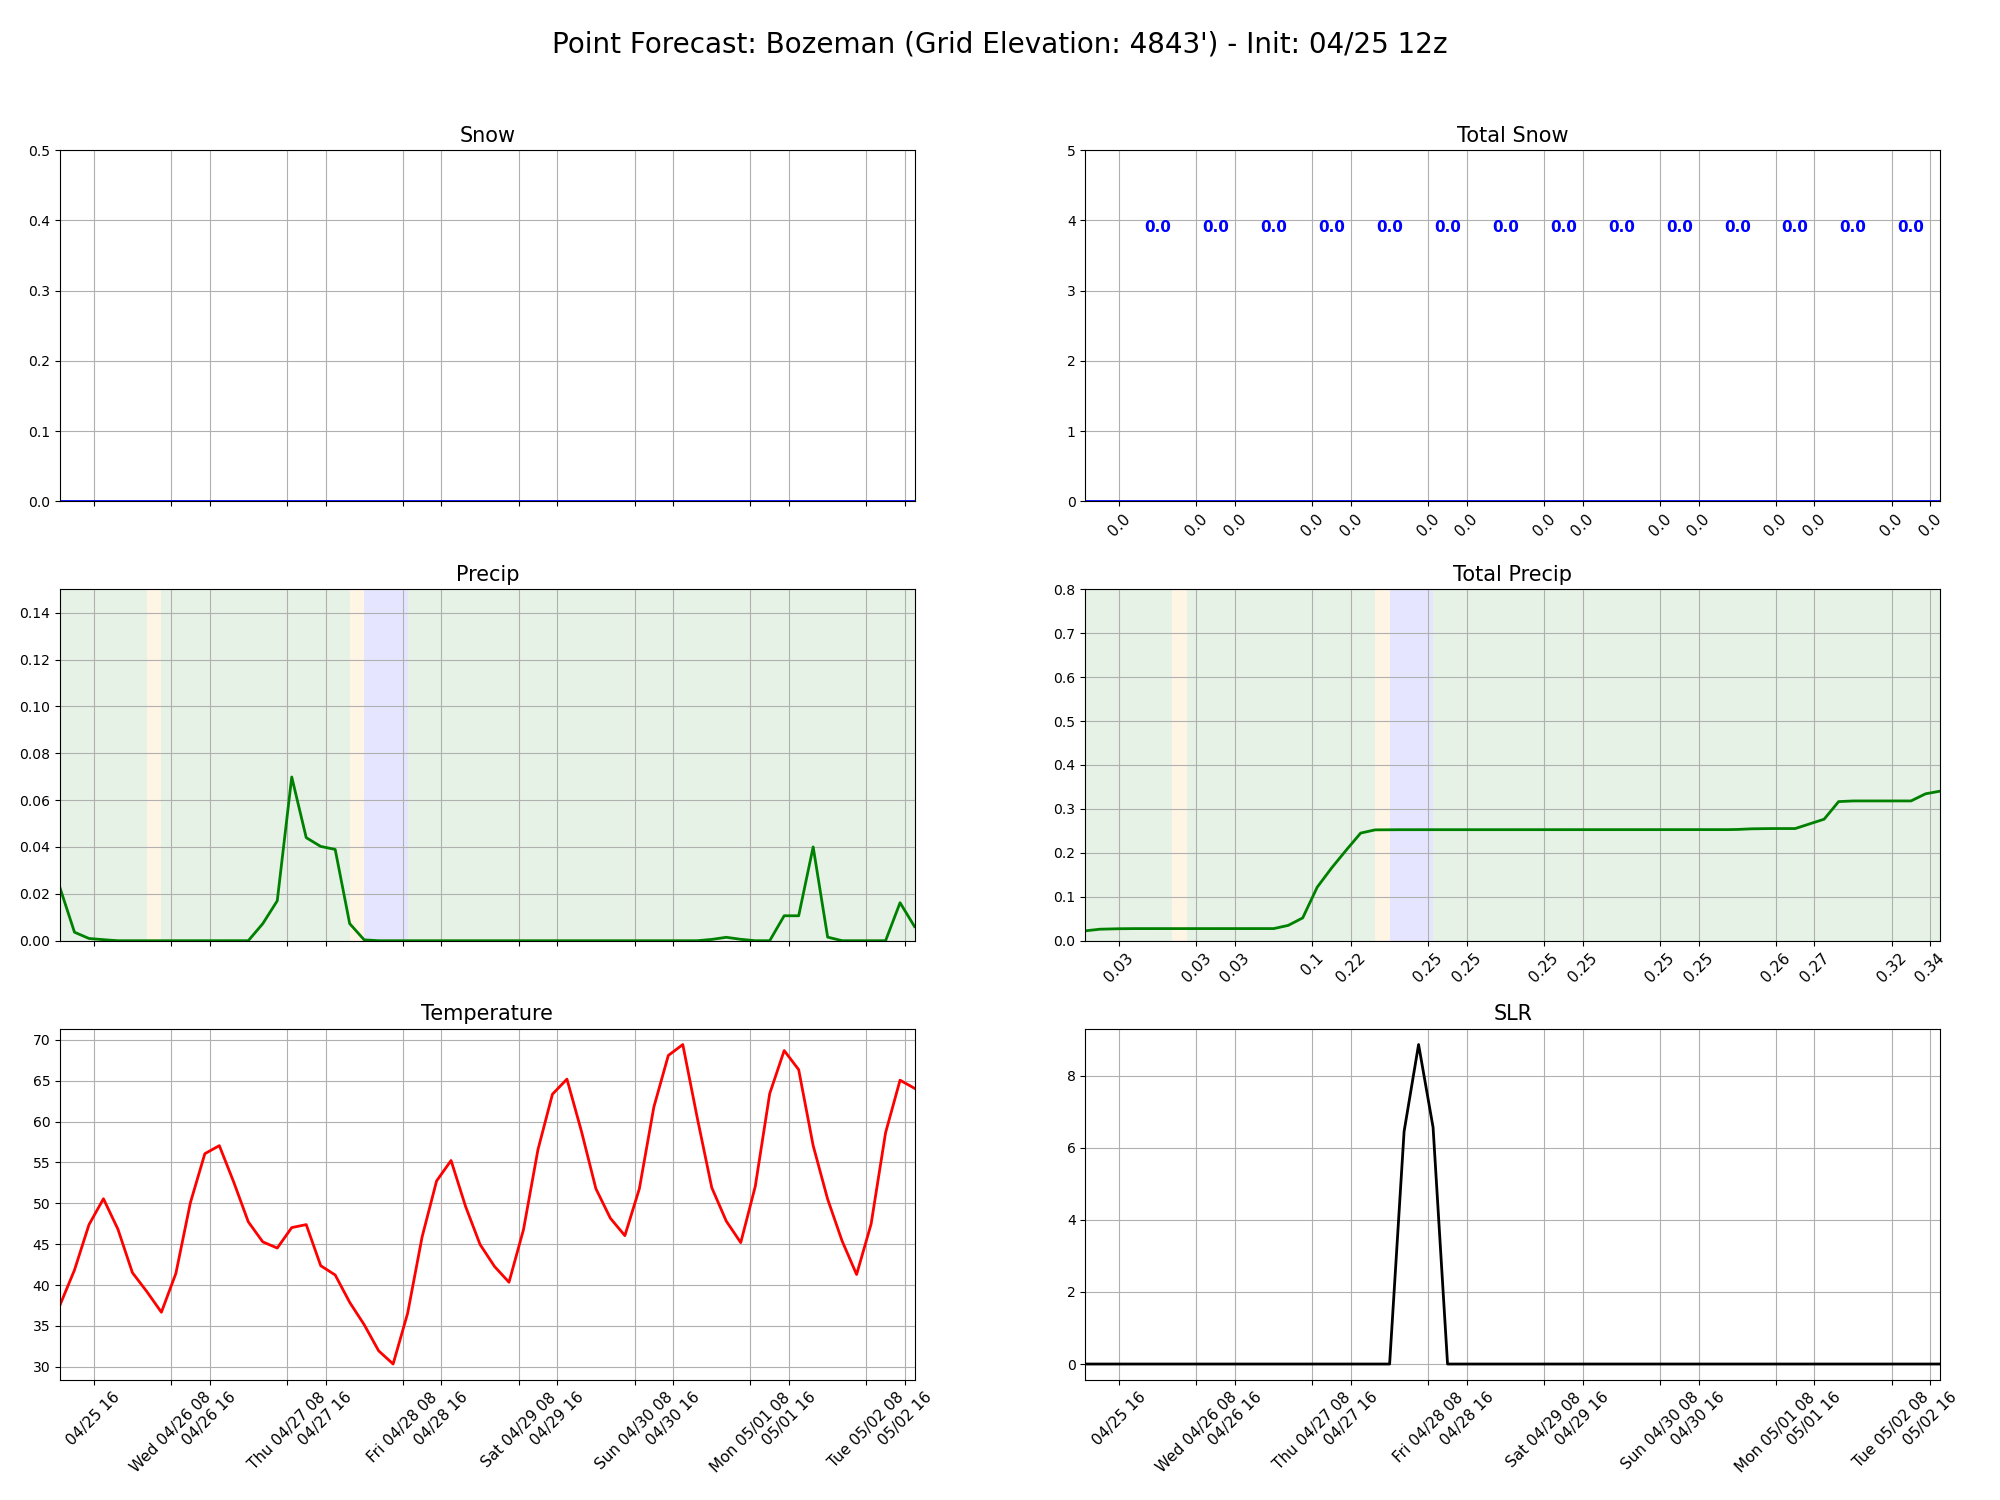 Point Forecast: Bozeman (Grid Elevation: 4843') - Init: 04/25 12z
Snow
0.5
0.4
0.3
0.2
0.1
0.0
Total Snow
5
4
3
2
1
0
0.0 0.0 0.0 0.0 0.0 0.0 0.0 0.0 0.0 0.0 0.0 0.0 0.0 0.0
0.0 0.0 0.0 0.0 0.0 0.0 0.0 0.0 0.0 0.0 0.0 0.0 0.0 0.0 0.0
Precip
0.14
0.12
0.10
0.08
0.06
0.04
0.02
0.00
Total Precip
0.8
0.7
0.6
0.5
0.4
0.3
0.2
0.1
0.0
0.03 0.03 0.03 0.1 0.22 0.25 0.25 0.25 0.25 0.25 0.25 0.26 0.27 0.32 0.34
Temperature
70
65
60
55
50
45
40
35
30
04/25 16
Wed 04/26 08
04/26 16
Thu 04/27 08
04/27 16
Fri 04/28 08
04/28 16
Sat 04/29 08
04/29 16
Sun 04/30 08
04/30 16
Mon 05/01 08
05/01 16
Tue 05/02 08
05/02 16
SLR
8
6
4
2
0
04/25 16
Wed 04/26 08
04/26 16
Thu 04/27 08
04/27 16
Fri 04/28 08
04/28 16
Sat 04/29 08
04/29 16
Sun 04/30 08
04/30 16
Mon 05/01 08
05/01 16
Tue 05/02 08
05/02 16